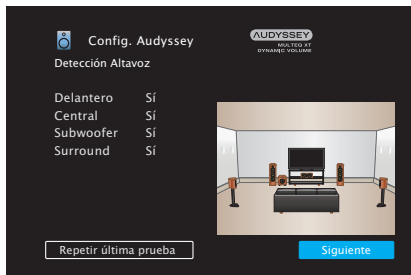 Config. Audyssey
AUDYSSEY
MULTEQ XT
DYNAMIC VOLUME
Detección Altavoz
Delantero Sí
Central Sí
Subwoofer Sí
Surround Sí
Repetir última prueba
Siguiente